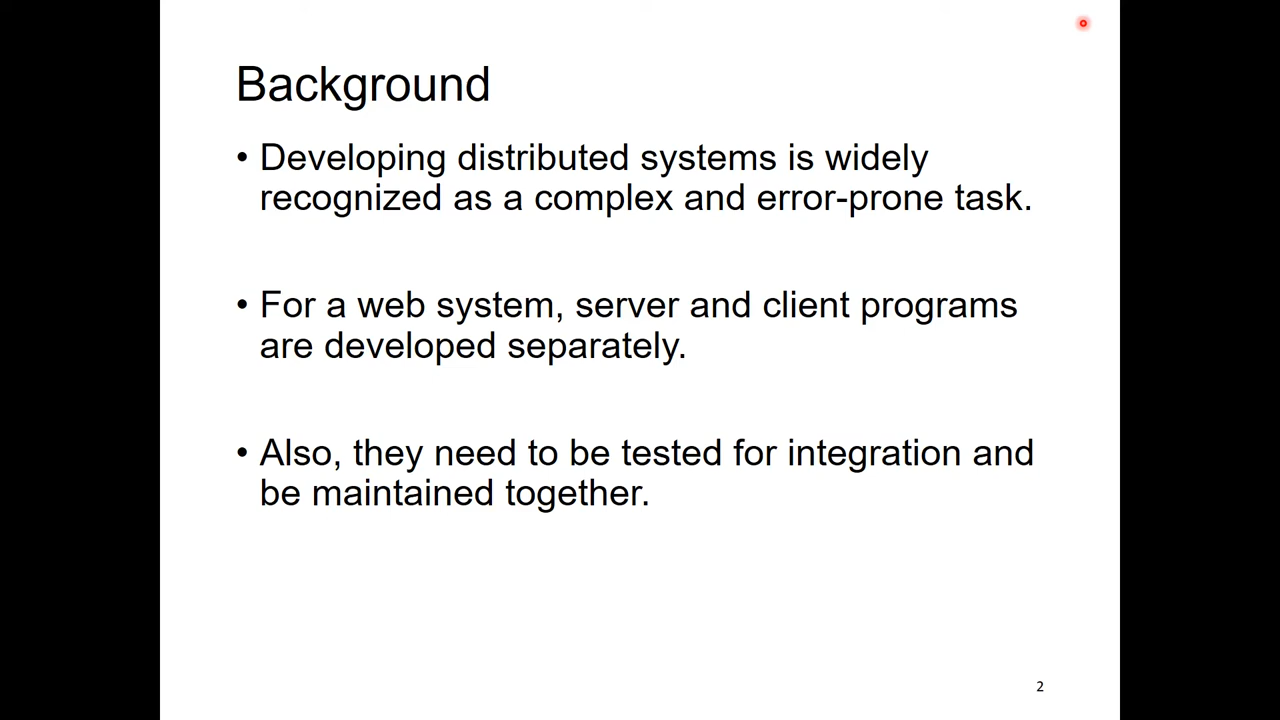 Background
• Developing distributed systems is widely
recognized as a complex and error-prone task.
• For a web system, server and client programs
are developed separately.
• Also, they need to be tested for integration and
be maintained together.
2